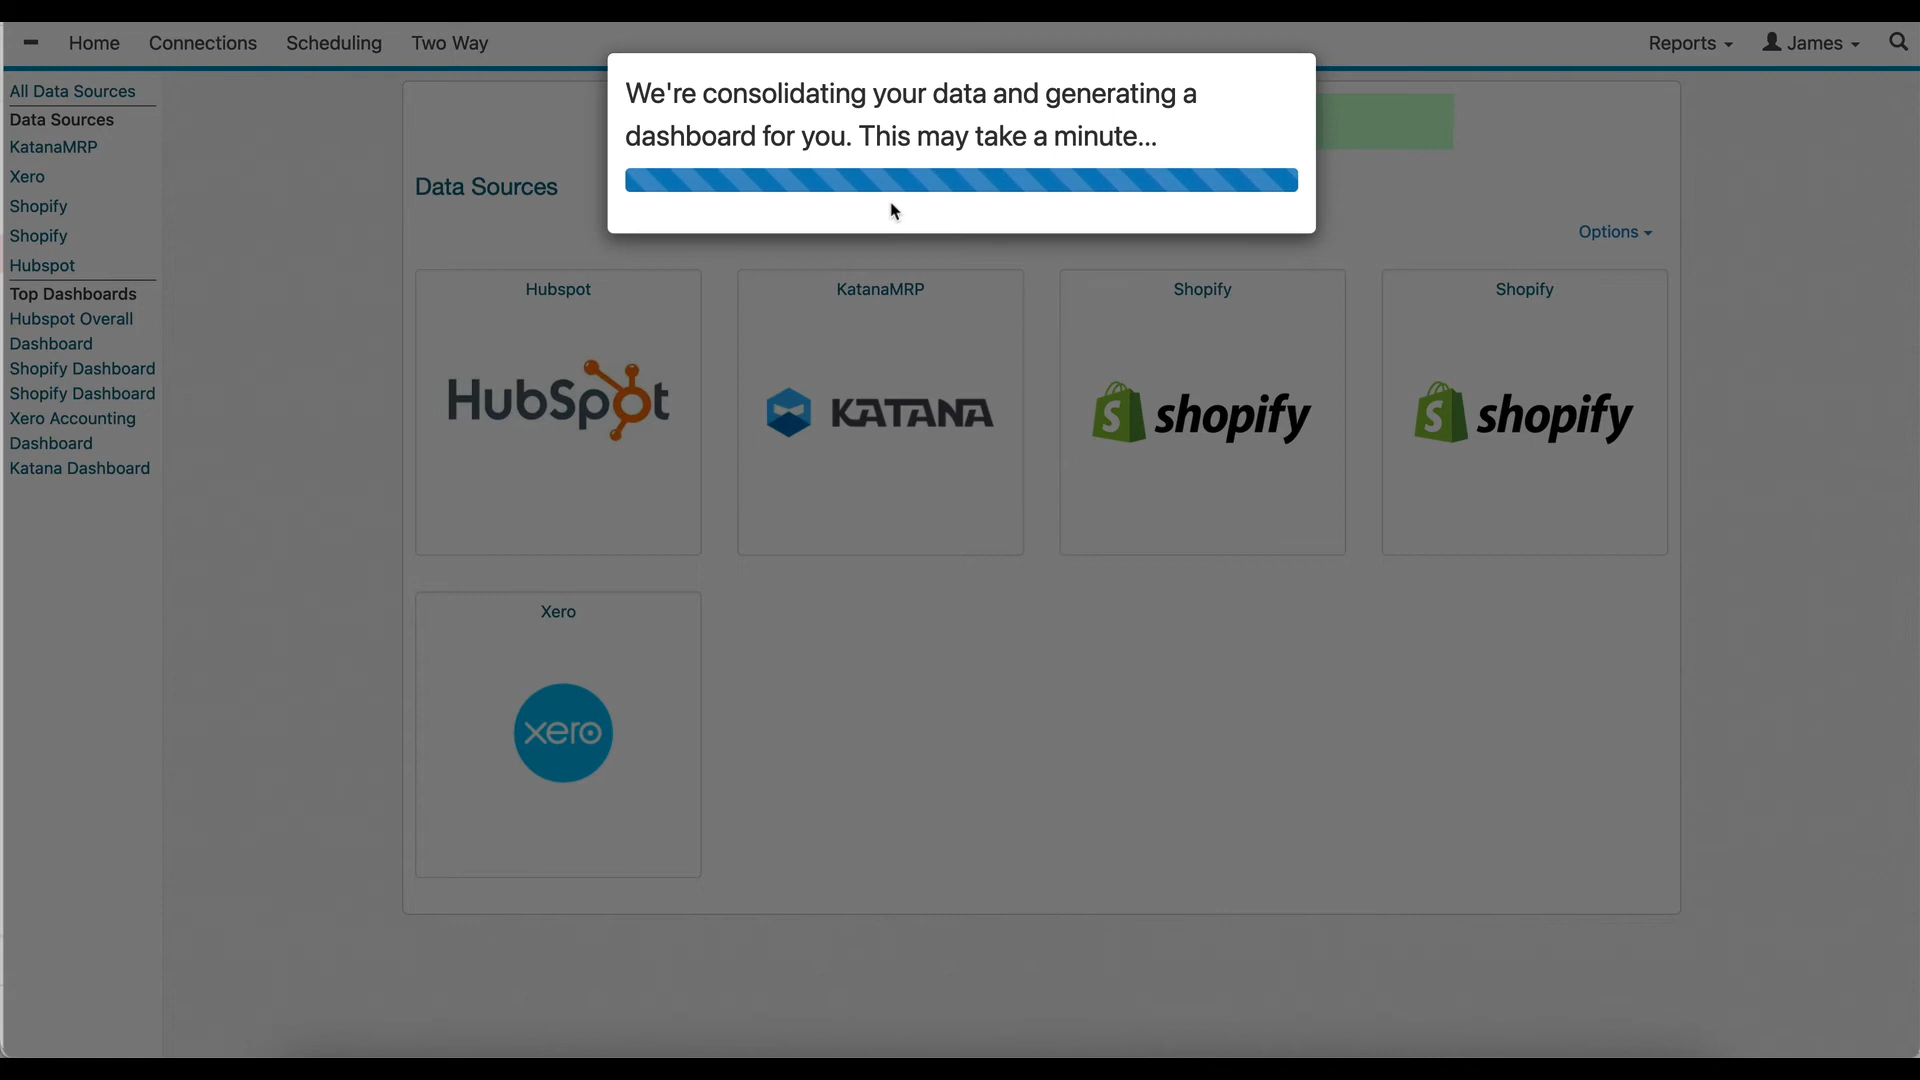 Home Connections Scheduling Two Way Reports James
We're consolidating your data and generating a
dashboard for you. This may take a minute...
All Data Sources
Data Sources
KatanaMRP
Xero
Shopify
Shopify
Hubspot
Top Dashboards
Hubspot Overall
Dashboard
Shopify Dashboard
Shopify Dashboard
Xero Accounting
Dashboard
Katana Dashboard
Data Sources
Options
Hubspot KatanaMRP Shopify Shopify
HubSpot KATANA shopify shopify
Xero
xero